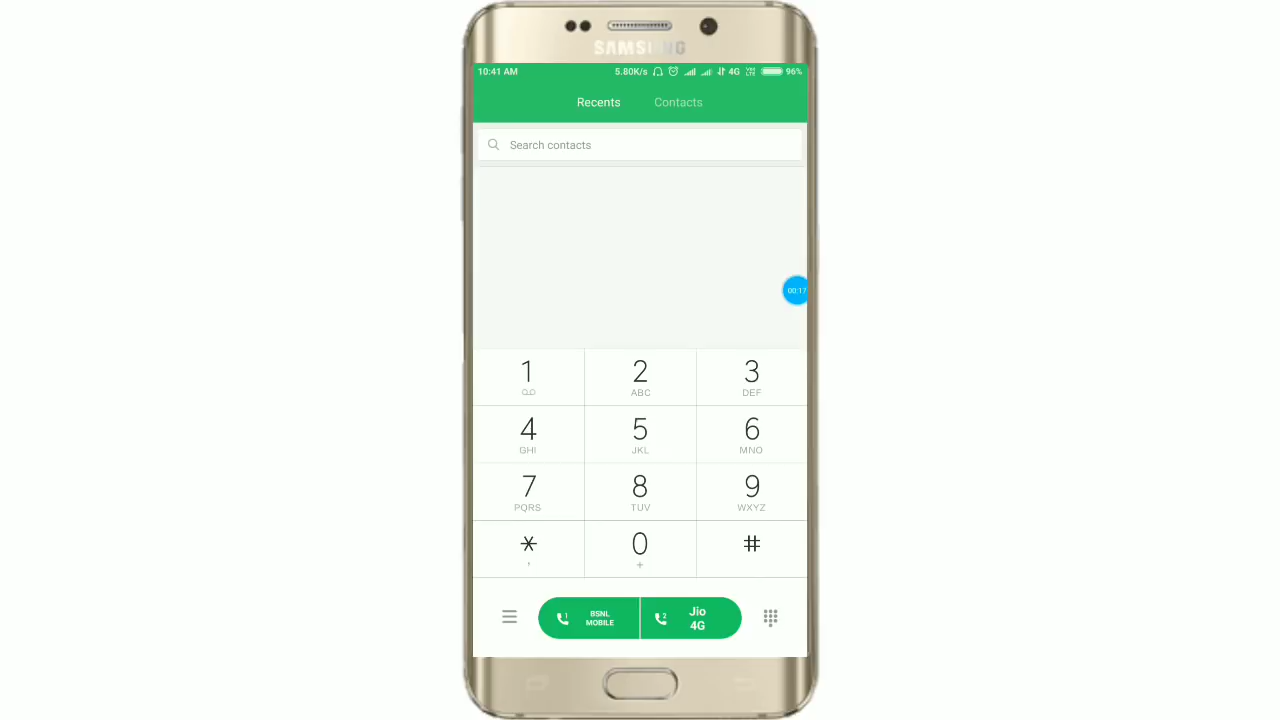 SAMSUNG
10:41 AM 5.80K/s 4G VoLTE 96%
Recents Contacts
Search contacts
00:17
1 2 3
ABC DEF
4 5 6
GHI JKL MNO
7 8 9
PQRS TUV WXYZ
* 0 #
, +
1 BSNL MOBILE 2 Jio 4G